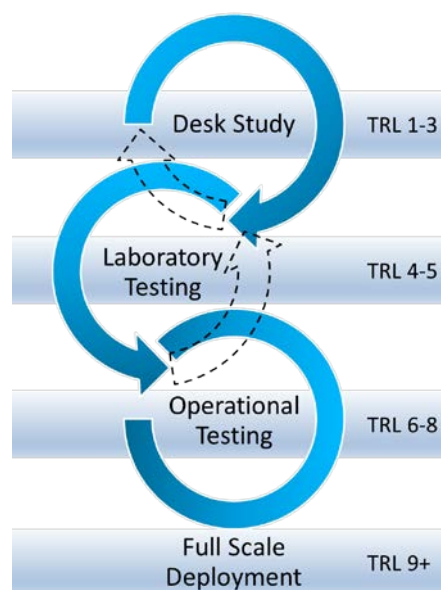 Desk Study TRL 1-3
Laboratory
Testing
TRL 4-5
Operational
Testing
TRL 6-8
Full Scale
Deployment
TRL 9+